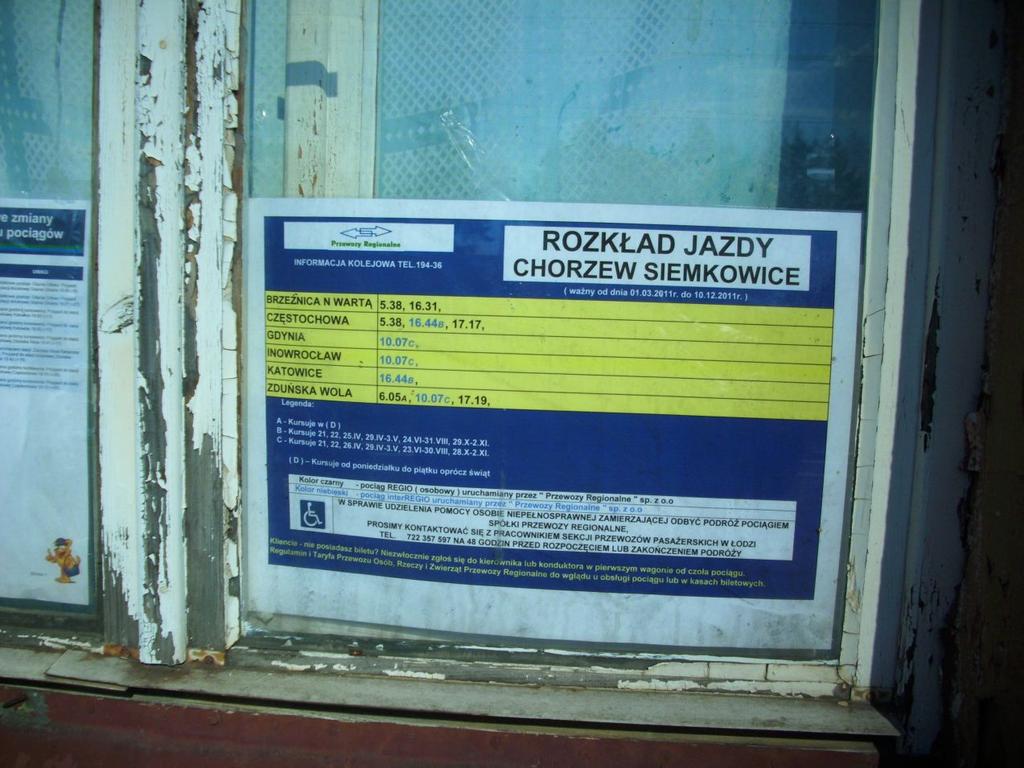 e zmiany
u pociągów
UWAGI
Przewozy Regionalne
INFORMACJA KOLEJOWA TEL.194-36
ROZKŁAD JAZDY
CHORZEW SIEMKOWICE
( ważny od dnia 01.03.2011r. do 10.12.2011r. )
BRZEŹNICA N WARTĄ 5.38, 16.31,
CZĘSTOCHOWA 5.38, 16.44B, 17.17,
GDYNIA 10.07C,
INOWROCŁAW 10.07C,
KATOWICE 16.44B,
ZDUŃSKA WOLA 6.05A, 10.07C, 17.19,
Legenda:
A - Kursuje w ( D )
B - Kursuje 21, 22, 25.IV, 29.IV-3.V, 24.VI-31.VIII, 29.X-2.XI.
C - Kursuje 21, 22, 26.IV, 29.IV-3.V, 23.VI-30.VIII, 28.X-2.XI.
( D ) – Kursuje od poniedziałku do piątku oprócz świąt
Kolor czarny - pociąg REGIO ( osobowy ) uruchamiany przez " Przewozy Regionalne " sp. z o.o
Kolor niebieski - pociąg interREGIO uruchamiany przez " Przewozy Regionalne " sp. z o.o
W SPRAWIE UDZIELENIA POMOCY OSOBIE NIEPEŁNOSPRAWNEJ ZAMIERZAJĄCEJ ODBYĆ PODRÓŻ POCIĄGIEM
SPÓŁKI PRZEWOZY REGIONALNE,
PROSIMY KONTAKTOWAĆ SIĘ Z PRACOWNIKIEM SEKCJI PRZEWOZÓW PASAŻERSKICH W ŁODZI
TEL. 722 357 597 NA 48 GODZIN PRZED ROZPOCZĘCIEM LUB ZAKOŃCZENIEM PODRÓŻY
Kliencie - nie posiadasz biletu? Niezwłocznie zgłoś się do kierownika lub konduktora w pierwszym wagonie od czoła pociągu.
Regulamin i Taryfa Przewozu Osób, Rzeczy i Zwierząt Przewozy Regionalne do wglądu u obsługi pociągu lub w kasach biletowych.